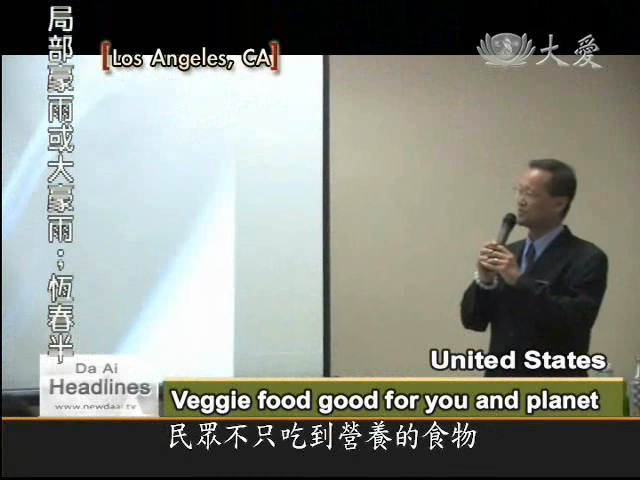 局部豪雨或大豪雨；恆春半
[Los Angeles, CA]
大愛
United States
Da Ai
Headlines
www.newdaai.tv
Veggie food good for you and planet
民眾不只吃到營養的食物